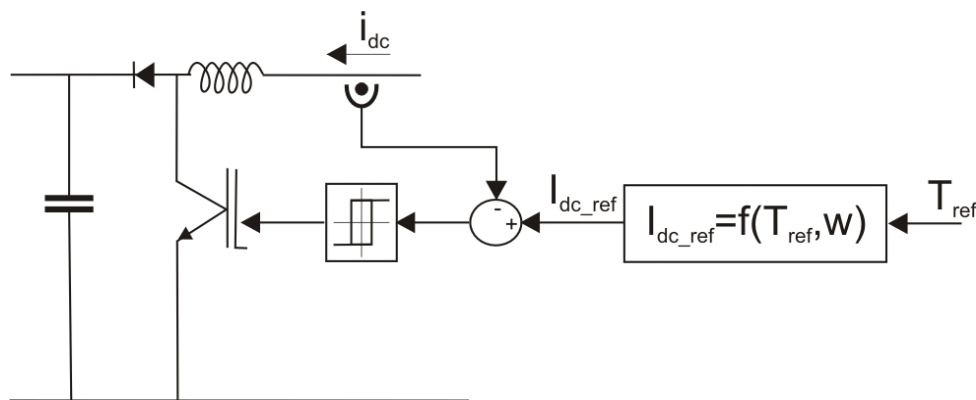 i_dc
I_dc_ref
T_ref
-
+
I_dc_ref=f(T_ref,w)